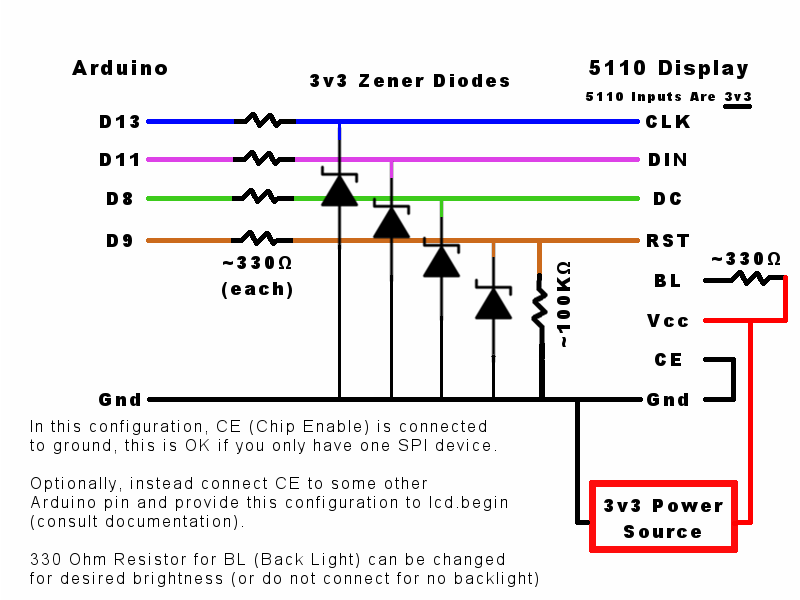 Arduino
3v3 Zener Diodes
5110 Display
5110 Inputs Are 3v3
D13
CLK
D11
DIN
D8
DC
D9
RST
~330Ω
(each)
~100KΩ
~330Ω
BL
Vcc
CE
Gnd
Gnd
In this configuration, CE (Chip Enable) is connected
to ground, this is OK if you only have one SPI device.
Optionally, instead connect CE to some other
Arduino pin and provide this configuration to lcd.begin
(consult documentation).
330 Ohm Resistor for BL (Back Light) can be changed
for desired brightness (or do not connect for no backlight)
3v3 Power
Source